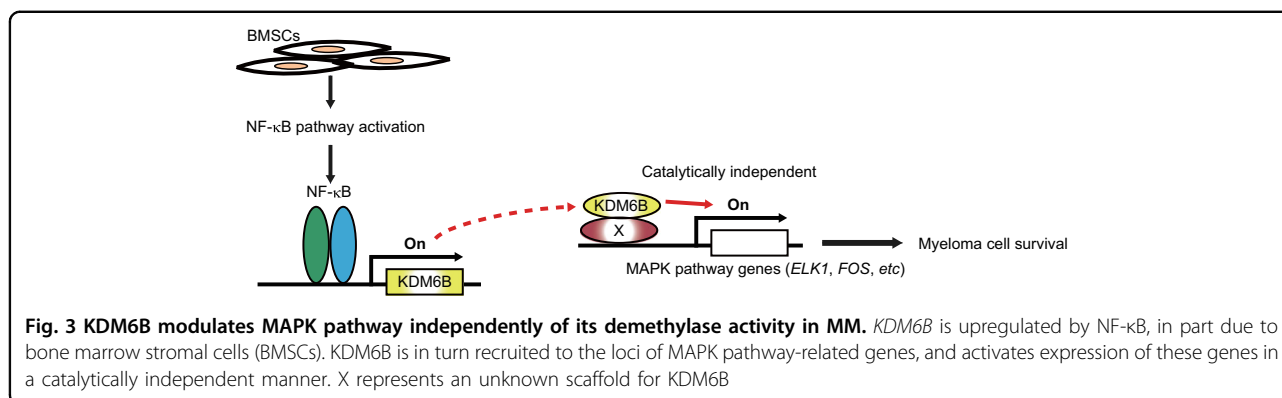 BMSCs
NF-κB pathway activation
NF-κB
On
KDM6B
Catalytically independent
KDM6B
On
X
MAPK pathway genes (ELK1, FOS, etc)
Myeloma cell survival
Fig. 3 KDM6B modulates MAPK pathway independently of its demethylase activity in MM. KDM6B is upregulated by NF-κB, in part due to
bone marrow stromal cells (BMSCs). KDM6B is in turn recruited to the loci of MAPK pathway-related genes, and activates expression of these genes in
a catalytically independent manner. X represents an unknown scaffold for KDM6B